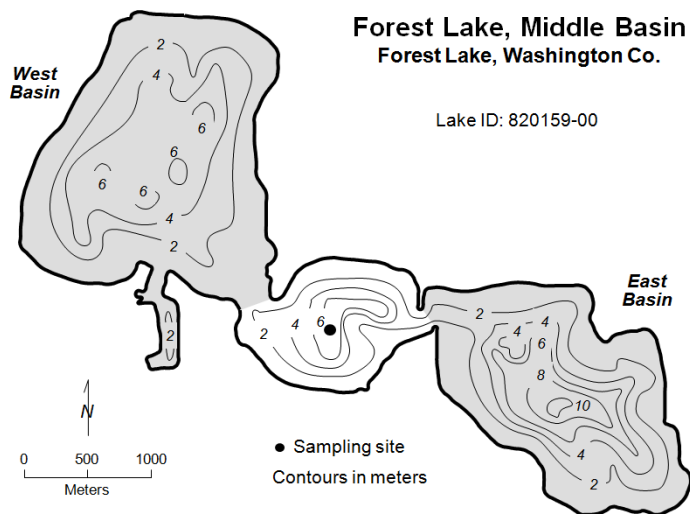 Forest Lake, Middle Basin
Forest Lake, Washington Co.
Lake ID: 820159-00
West
Basin
2
4
6
6
6
6
4
2
2
2
4
6
East
Basin
2
4
4
6
8
10
4
2
N
Sampling site
Contours in meters
0 500 1000
Meters